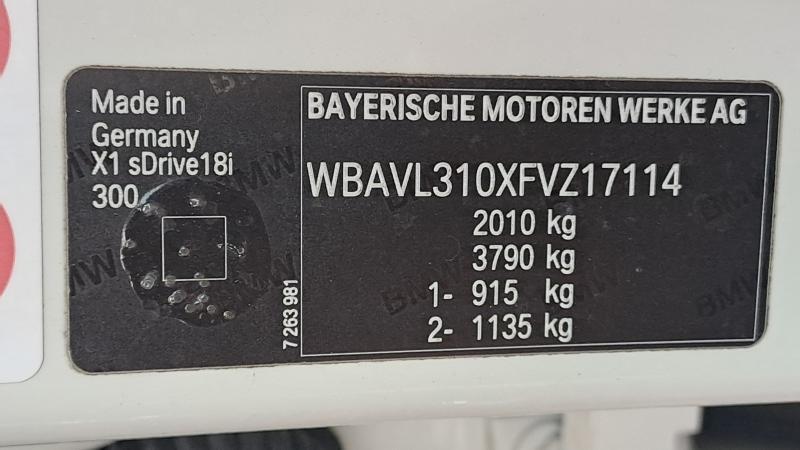 Made in
Germany
X1 sDrive18i
300
7 263 981
BAYERISCHE MOTOREN WERKE AG
WBAVL310XFVZ17114
2010 kg
3790 kg
1- 915 kg
2- 1135 kg